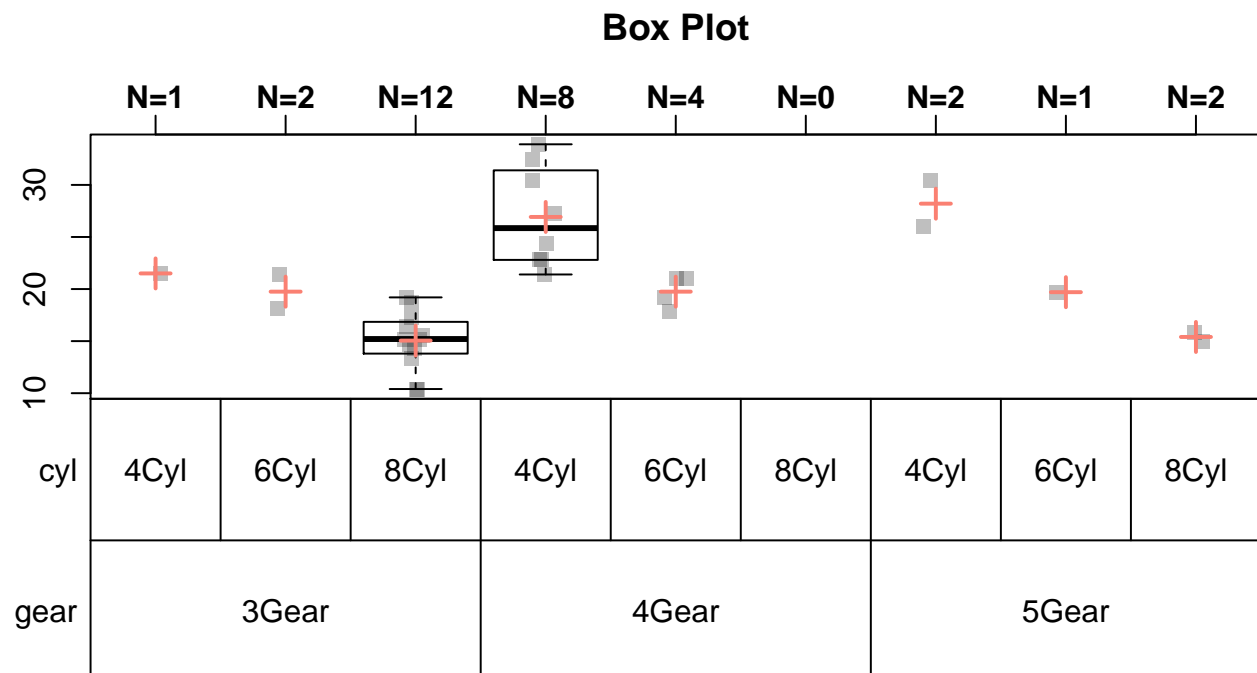 Box Plot
N=1 N=2 N=12 N=8 N=4 N=0 N=2 N=1 N=2
30
20
10
cyl 4Cyl 6Cyl 8Cyl 4Cyl 6Cyl 8Cyl 4Cyl 6Cyl 8Cyl
gear 3Gear 4Gear 5Gear